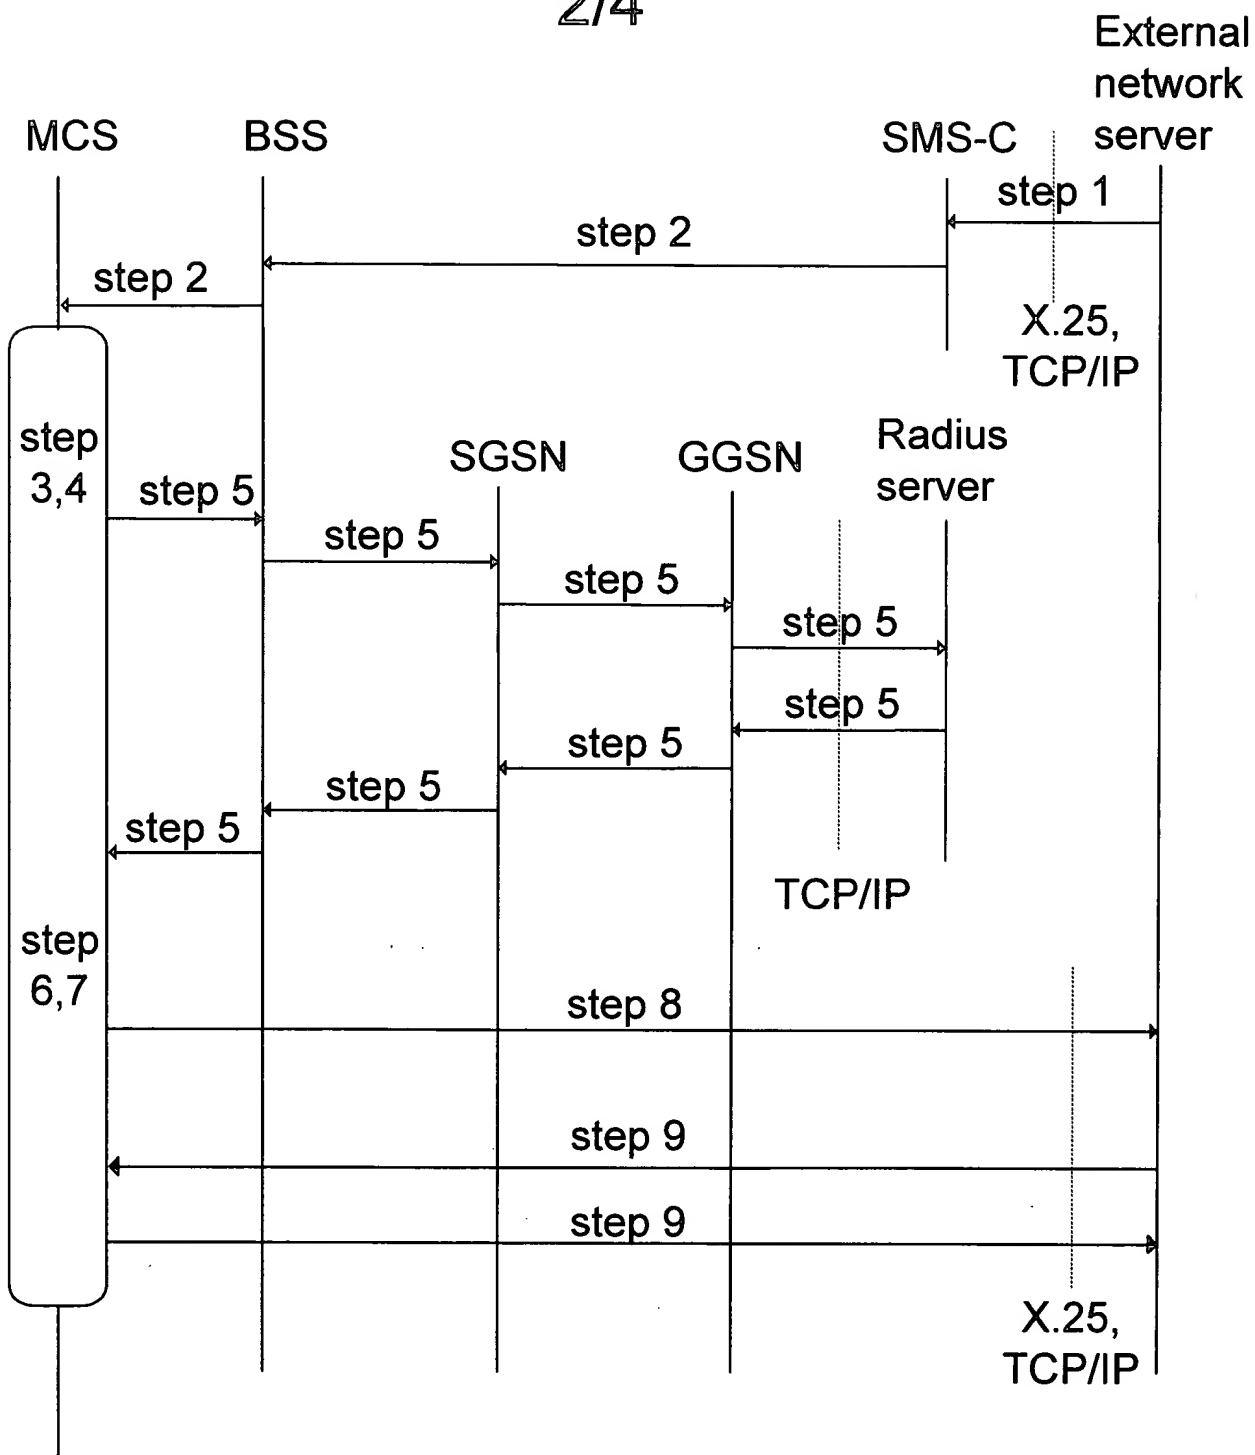 2/4
External
network
server
MCS
BSS
SMS-C
step 1
step 2
step 2
X.25,
TCP/IP
step
3,4
SGSN
GGSN
Radius
server
step 5
step 5
step 5
step 5
step 5
step 5
step 5
step 5
TCP/IP
step
6,7
step 8
step 9
step 9
X.25,
TCP/IP